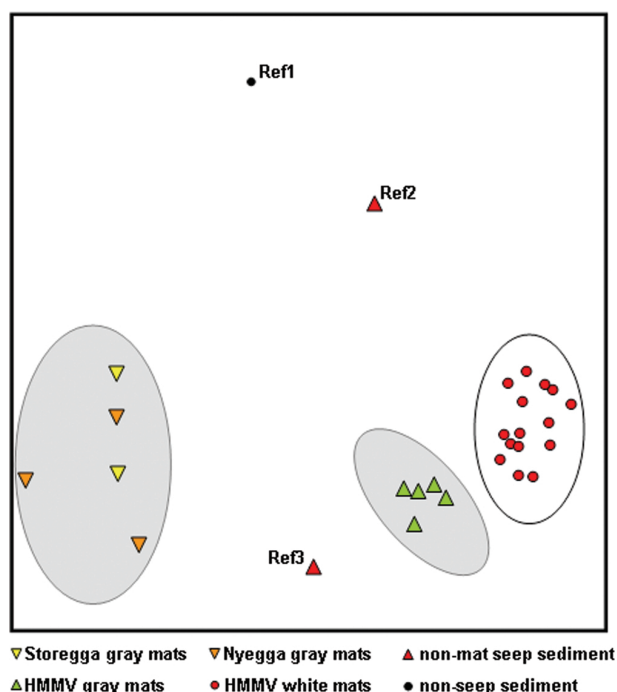 Ref1
Ref2
Ref3
Storegga gray mats Nyegga gray mats non-mat seep sediment
HMMV gray mats HMMV white mats non-seep sediment